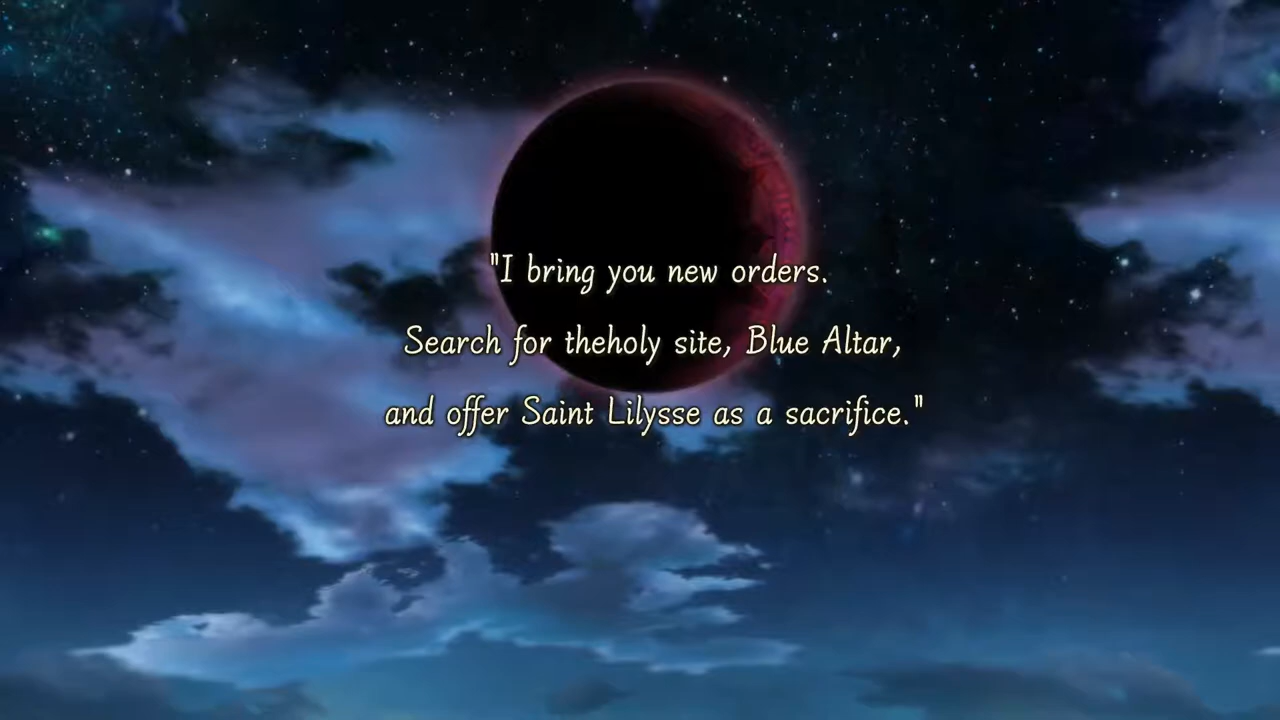 "I bring you new orders.
Search for theholy site, Blue Altar,
and offer Saint Lilysse as a sacrifice."